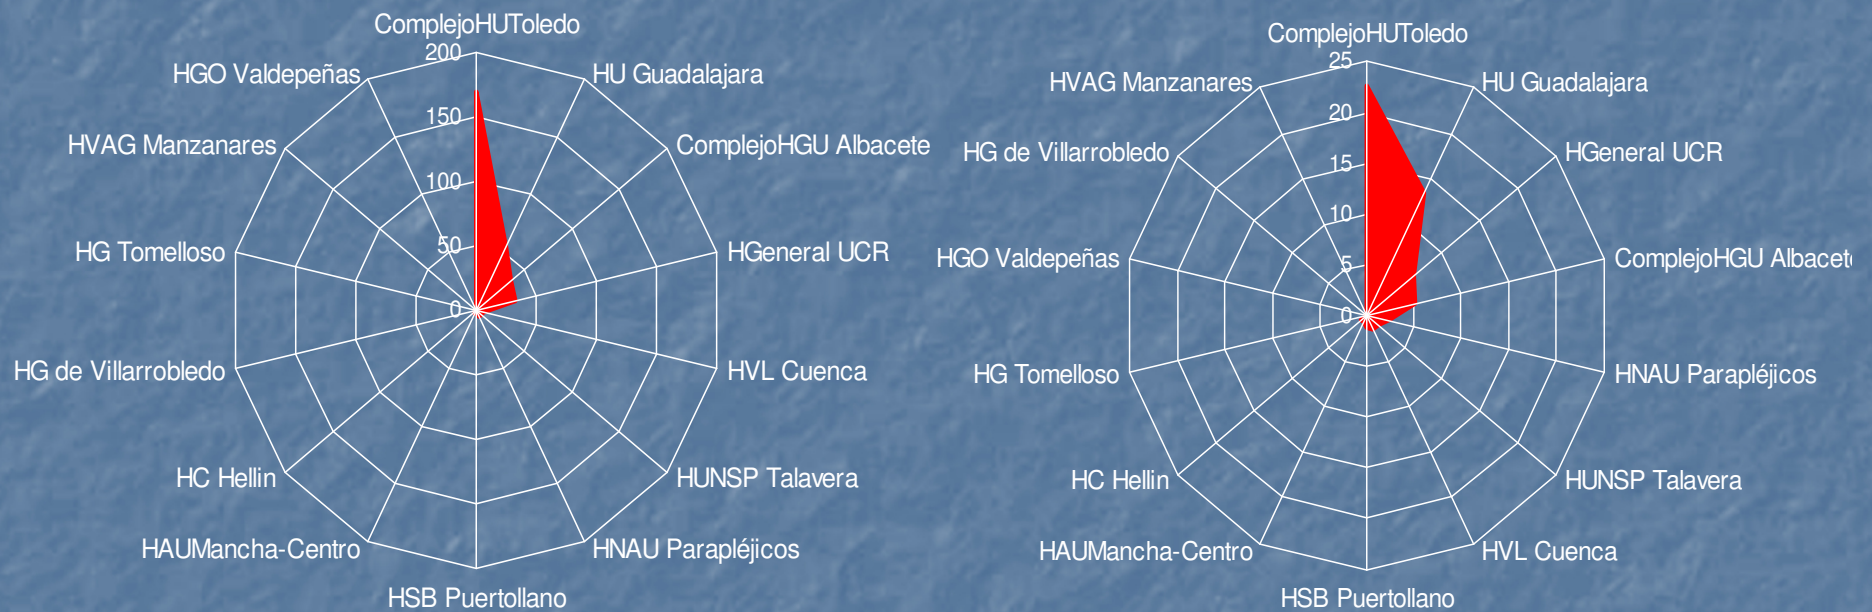 ComplejoHUToledo
200
150
100
50
0
HU Guadalajara
ComplejoHGU Albacete
HGeneral UCR
HVL Cuenca
HUNSP Talavera
HNAU Parapléjicos
HSB Puertollano
HAUMancha-Centro
HC Hellin
HG de Villarrobledo
HG Tomelloso
HVAG Manzanares
HGO Valdepeñas
ComplejoHUToledo
25
20
15
10
5
0
HU Guadalajara
HGeneral UCR
ComplejoHGU Albacet
HNAU Parapléjicos
HUNSP Talavera
HVL Cuenca
HSB Puertollano
HAUMancha-Centro
HC Hellin
HG Tomelloso
HGO Valdepeñas
HG de Villarrobledo
HVAG Manzanares